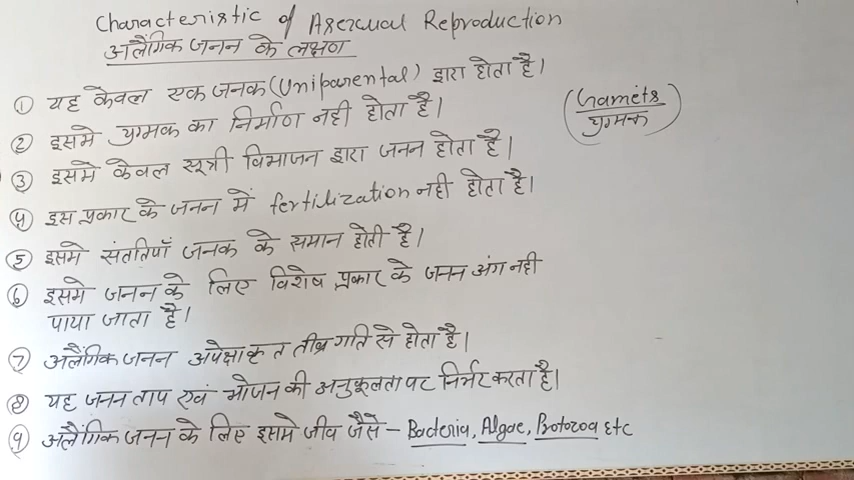 Characteristic of Asexual Reproduction
अलैंगिक जनन के लक्षण
① यह केवल एक जनक (Uniparental) द्वारा होता है।
② इसमे युग्मक का निर्माण नही होता है।
(Gamets
युग्मक)
③ इसमे केवल सूत्री विभाजन द्वारा जनन होता है।
④ इस प्रकार के जनन में fertilization नही होता है।
⑤ इसमे संततियाँ जनक के समान होती है।
⑥ इसमे जनन के लिए विशेष प्रकार के जनन अंग नही
पाया जाता है।
⑦ अलैंगिक जनन अपेक्षाकृत तीव्र गति से होता है।
⑧ यह जनन ताप एवं भोजन की अनुकूलता पर निर्भर करता है।
⑨ अलैंगिक जनन के लिए इसमे जीव जैसे – Bacteria, Algae, Protozoa etc